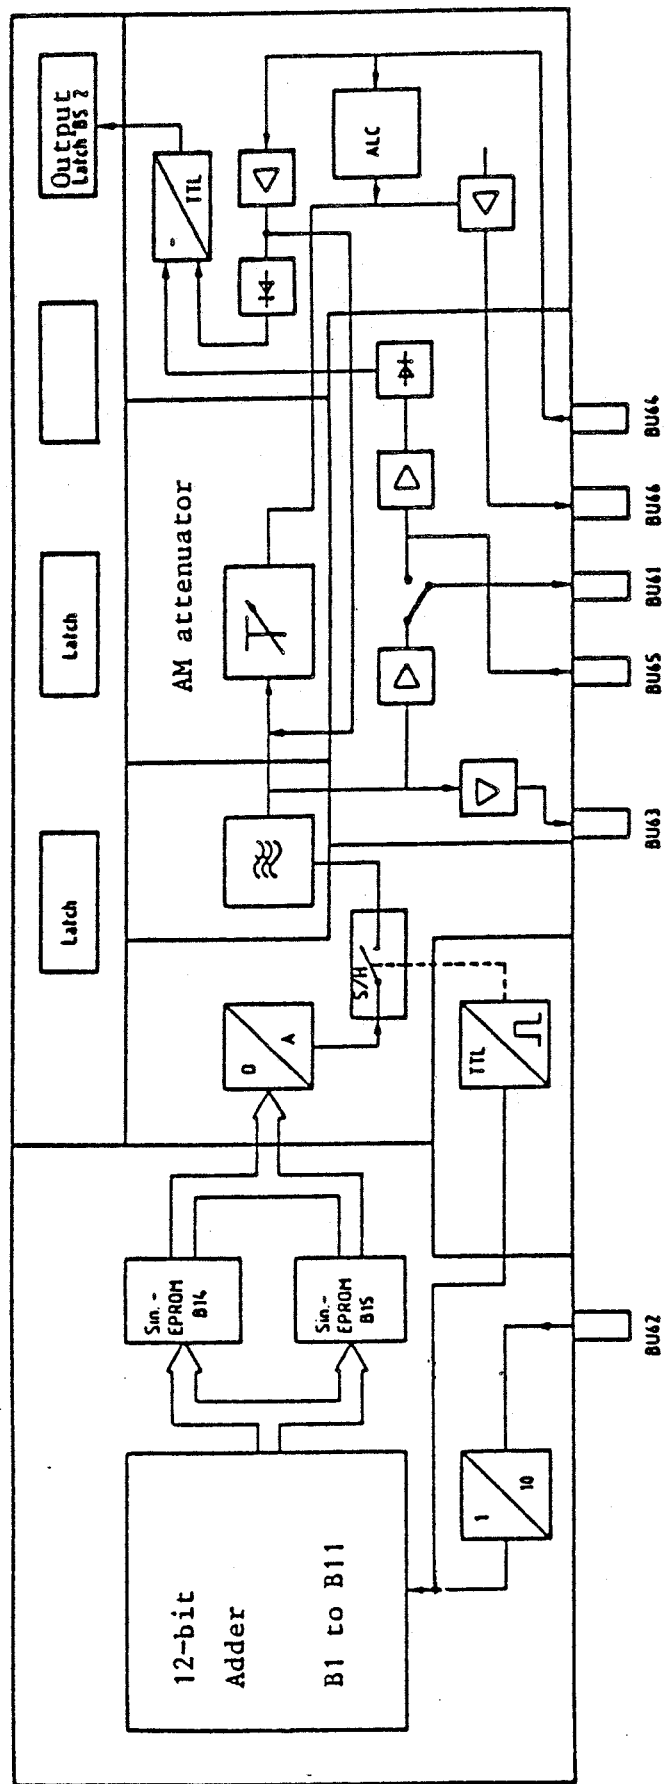 Latch
Latch
Output
Latch BS 2
12-bit
Adder
B1 to B11
Sin.-
EPROM
B14
Sin.-
EPROM
B15
D
A
AM attenuator
TTL
ALC
S/H
1
10
TTL
BU62
BU63
BU65
BU61
BU66
BU64